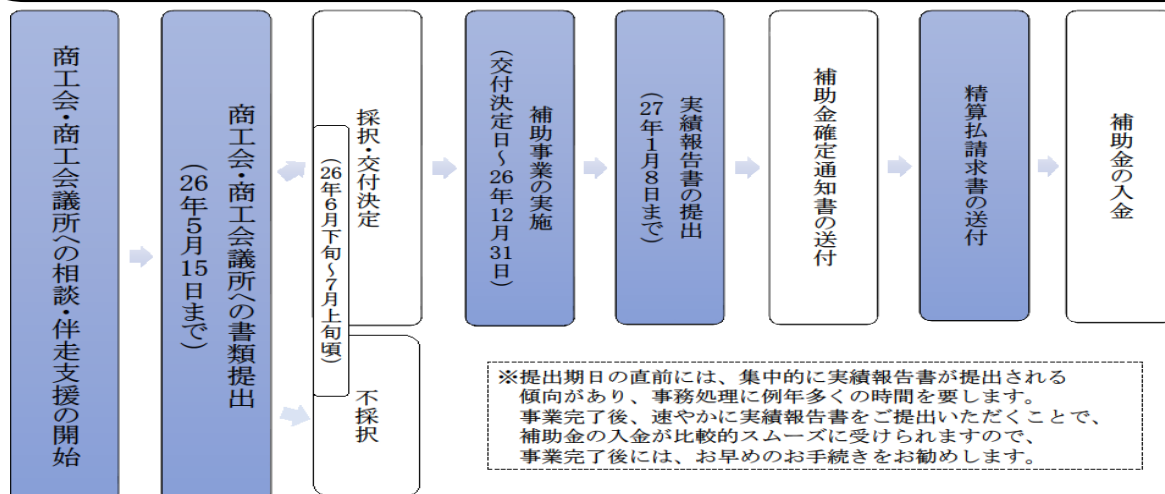 商工会・商工会議所への相談・伴走支援の開始
商工会・商工会議所への書類提出
(26年5月15日まで)
採択・交付決定
(26年6月下旬~7月上旬頃)
不採択
補助事業の実施
(交付決定日~26年12月31日)
実績報告書の提出
(27年1月8日まで)
補助金確定通知書の送付
精算払請求書の送付
補助金の入金
※提出期日の直前には、集中的に実績報告書が提出される
傾向があり、事務処理に例年多くの時間を要します。
事業完了後、速やかに実績報告書をご提出いただくことで、
補助金の入金が比較的スムーズに受けられますので、
事業完了後には、お早めのお手続きをお勧めします。